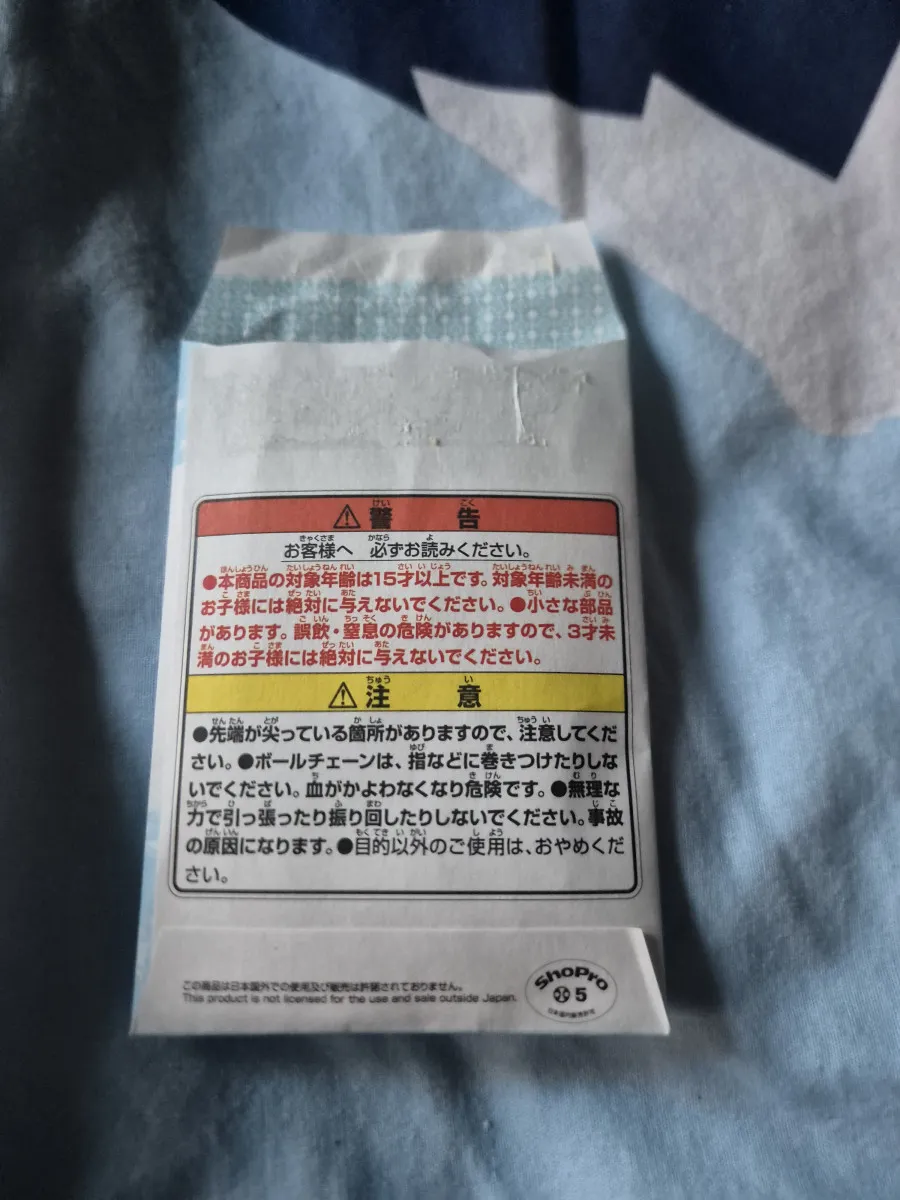 ⚠警告
お客様へ 必ずお読みください。
●本商品の対象年齢は15才以上です。対象年齢未満の
お子様には絶対に与えないでください。●小さな部品
があります。誤飲・窒息の危険がありますので、3才未
満のお子様には絶対に与えないでください。
⚠注意
●先端が尖っている箇所がありますので、注意してくだ
さい。●ボールチェーンは、指などに巻きつけたりしな
いでください。血がかよわなくなり危険です。●無理な
力で引っ張ったり振り回したりしないでください。事故
の原因になります。●目的以外のご使用は、おやめくだ
さい。
この商品は日本国外での使用及び販売は許諾されておりません。
This product is not licensed for the use and sale outside Japan.
ShoPro
5